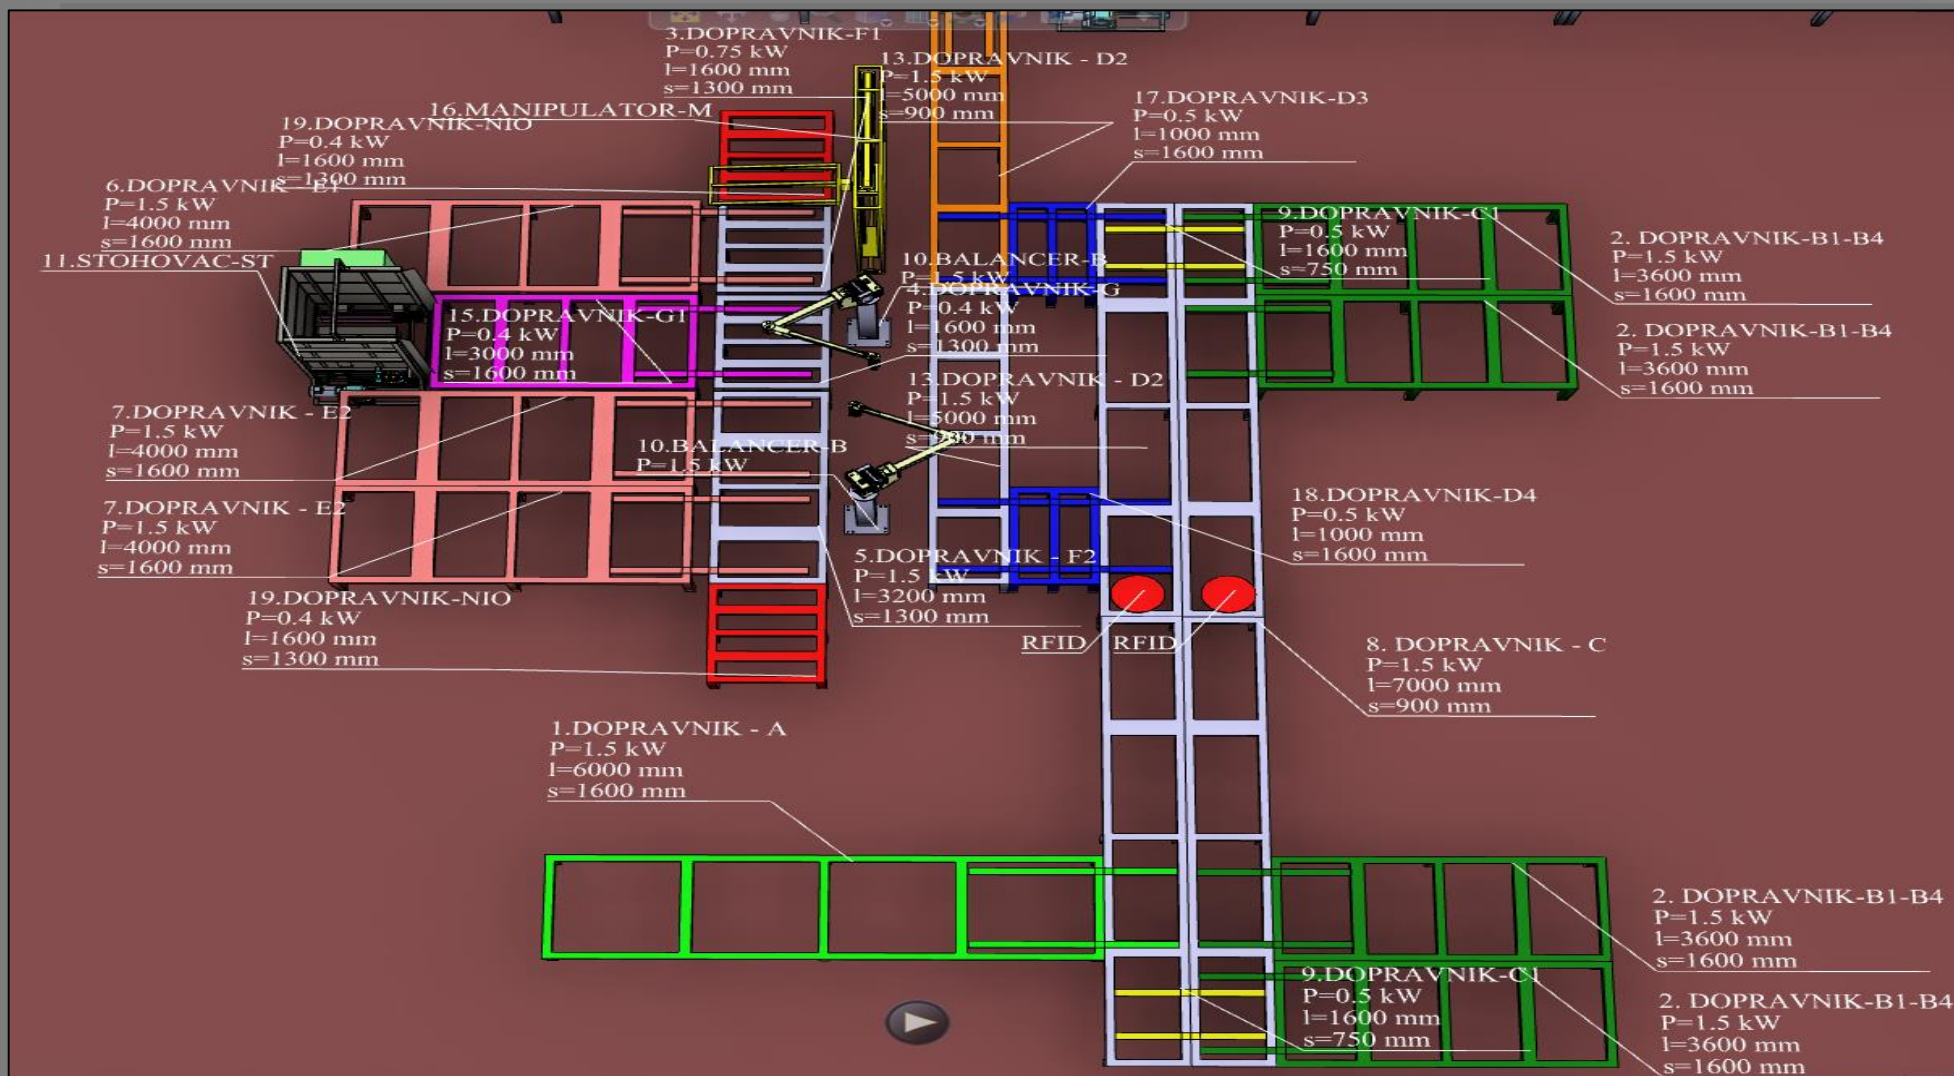 3.DOPRAVNIK-F1
P=0.75 kW
l=1600 mm
s=1300 mm
13.DOPRAVNIK - D2
P=1.5 kW
l=5000 mm
s=900 mm
17.DOPRAVNIK-D3
P=0.5 kW
l=1000 mm
s=1600 mm
16.MANIPULATOR-M
19.DOPRAVNIK-NIO
P=0.4 kW
l=1600 mm
s=1300 mm
6.DOPRAVNIK - E1
P=1.5 kW
l=4000 mm
s=1600 mm
11.STOHOVAC-ST
9.DOPRAVNIK-C1
P=0.5 kW
l=1600 mm
s=750 mm
2. DOPRAVNIK-B1-B4
P=1.5 kW
l=3600 mm
s=1600 mm
10.BALANCER-B
P=1.5 kW
4.DOPRAVNIK-G
P=0.4 kW
l=1600 mm
s=1300 mm
15.DOPRAVNIK-G1
P=0.4 kW
l=3000 mm
s=1600 mm
2. DOPRAVNIK-B1-B4
P=1.5 kW
l=3600 mm
s=1600 mm
13.DOPRAVNIK - D2
P=1.5 kW
l=5000 mm
s=900 mm
7.DOPRAVNIK - E2
P=1.5 kW
l=4000 mm
s=1600 mm
10.BALANCER-B
P=1.5 kW
18.DOPRAVNIK-D4
P=0.5 kW
l=1000 mm
s=1600 mm
7.DOPRAVNIK - E2
P=1.5 kW
l=4000 mm
s=1600 mm
5.DOPRAVNIK - F2
P=1.5 kW
l=3200 mm
s=1300 mm
19.DOPRAVNIK-NIO
P=0.4 kW
l=1600 mm
s=1300 mm
RFID
RFID
8. DOPRAVNIK - C
P=1.5 kW
l=7000 mm
s=900 mm
1.DOPRAVNIK - A
P=1.5 kW
l=6000 mm
s=1600 mm
2. DOPRAVNIK-B1-B4
P=1.5 kW
l=3600 mm
s=1600 mm
9.DOPRAVNIK-C1
P=0.5 kW
l=1600 mm
s=750 mm
2. DOPRAVNIK-B1-B4
P=1.5 kW
l=3600 mm
s=1600 mm